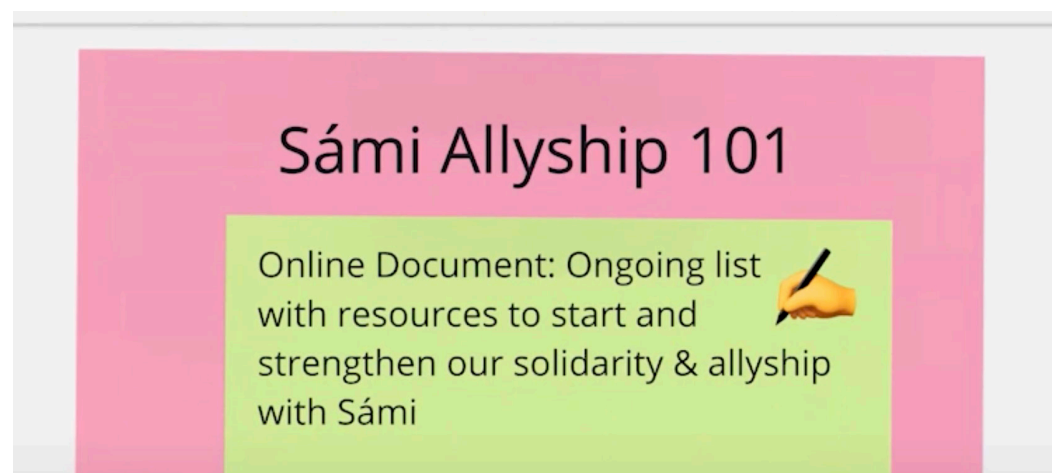 Sámi Allyship 101
Online Document: Ongoing list
with resources to start and
strengthen our solidarity & allyship
with Sámi